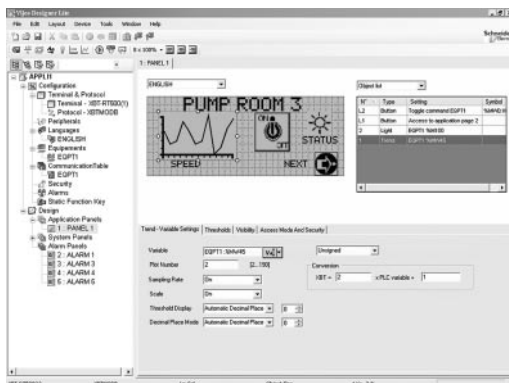 Vijeo Designer Lite
File Edit Layout Device Tools Window Help
Schneider
1 : PANEL 1
APPLI1
Configuration
Terminal & Protocol
Terminal - XBT-RT500(1)
Protocol - XBTMODB
Peripherals
Languages
ENGLISH
Equipements
EQPT1
CommunicationTable
EQPT1
Security
Alarms
Static Function Key
Design
Application Panels
1 : PANEL 1
System Panels
Alarm Panels
2 : ALARM 1
3 : ALARM 3
4 : ALARM 4
5 : ALARM 5
ENGLISH
PUMP ROOM 3
ON
OFF
STATUS
SPEED
NEXT
Object list
N° Type Setting Symbol
L2 Button Toggle command EQPT1
L1 Button Access to application page 2
2 Light
1 Trend
Trend - Variable Settings Thresholds Visibility Access Mode And Security
Variable EQPT1:%MW45 Unsigned
Plot Number 2 Conversion
Sampling Rate On XBT = 2 x PLC variable + 1
Scale On
Threshold Display Automatic Decimal Place 0
Decimal Place Mode Automatic Decimal Place 0